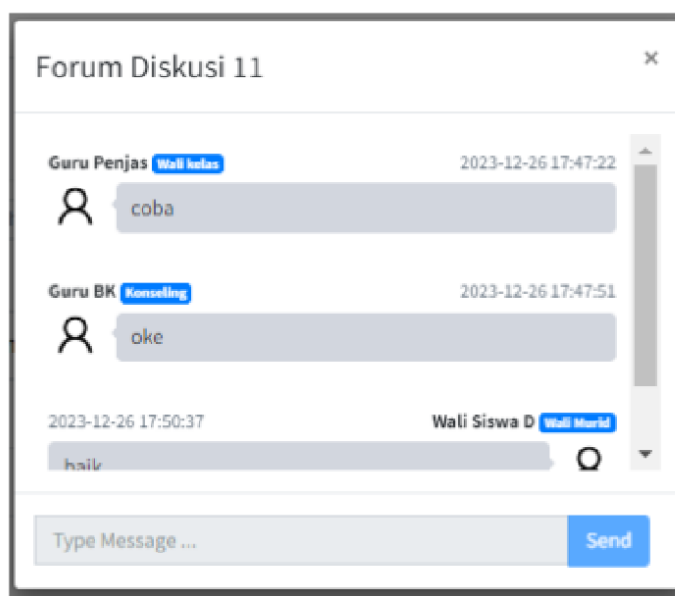 Forum Diskusi 11 ×
Guru Penjas Wali kelas 2023-12-26 17:47:22
coba
Guru BK Konseling 2023-12-26 17:47:51
oke
2023-12-26 17:50:37 Wali Siswa D Wali Murid
baik
Type Message ... Send